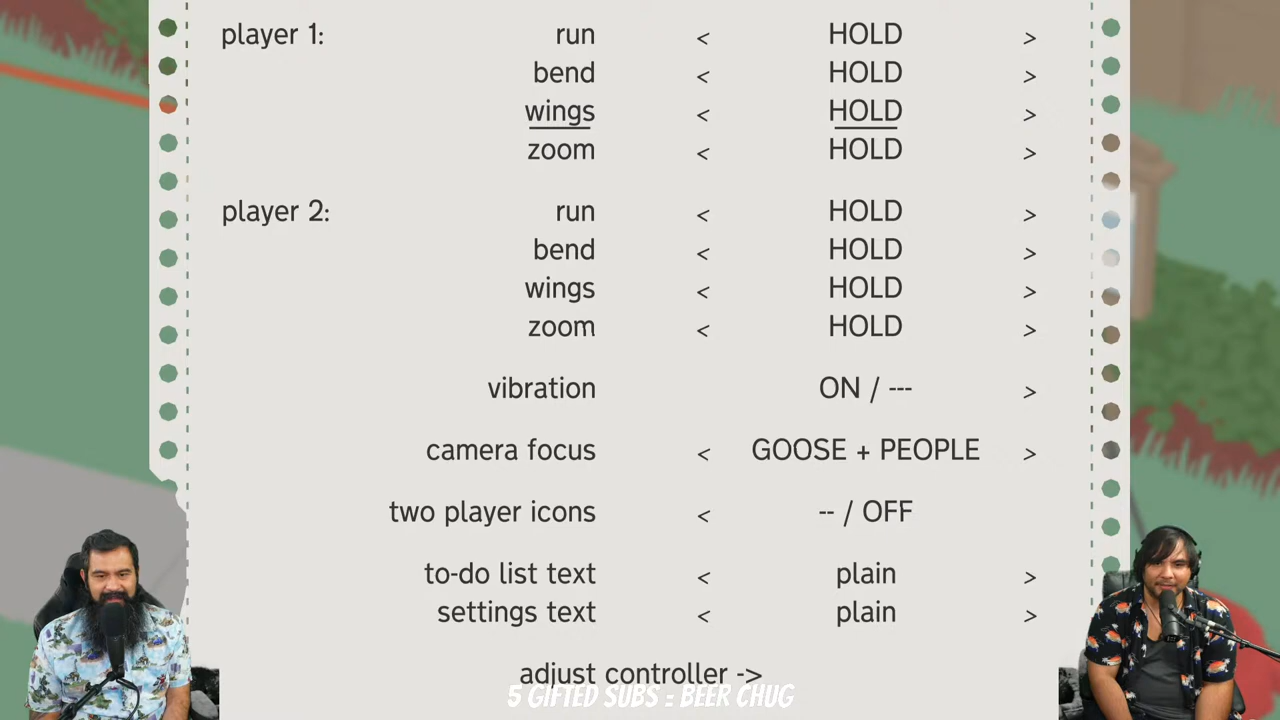 player 1: run < HOLD >
bend < HOLD >
wings < HOLD >
zoom < HOLD >
player 2: run < HOLD >
bend < HOLD >
wings < HOLD >
zoom < HOLD >
vibration ON / --- >
camera focus < GOOSE + PEOPLE >
two player icons < -- / OFF
to-do list text < plain >
settings text < plain >
adjust controller ->
5 GIFTED SUBS = BEER CHUG